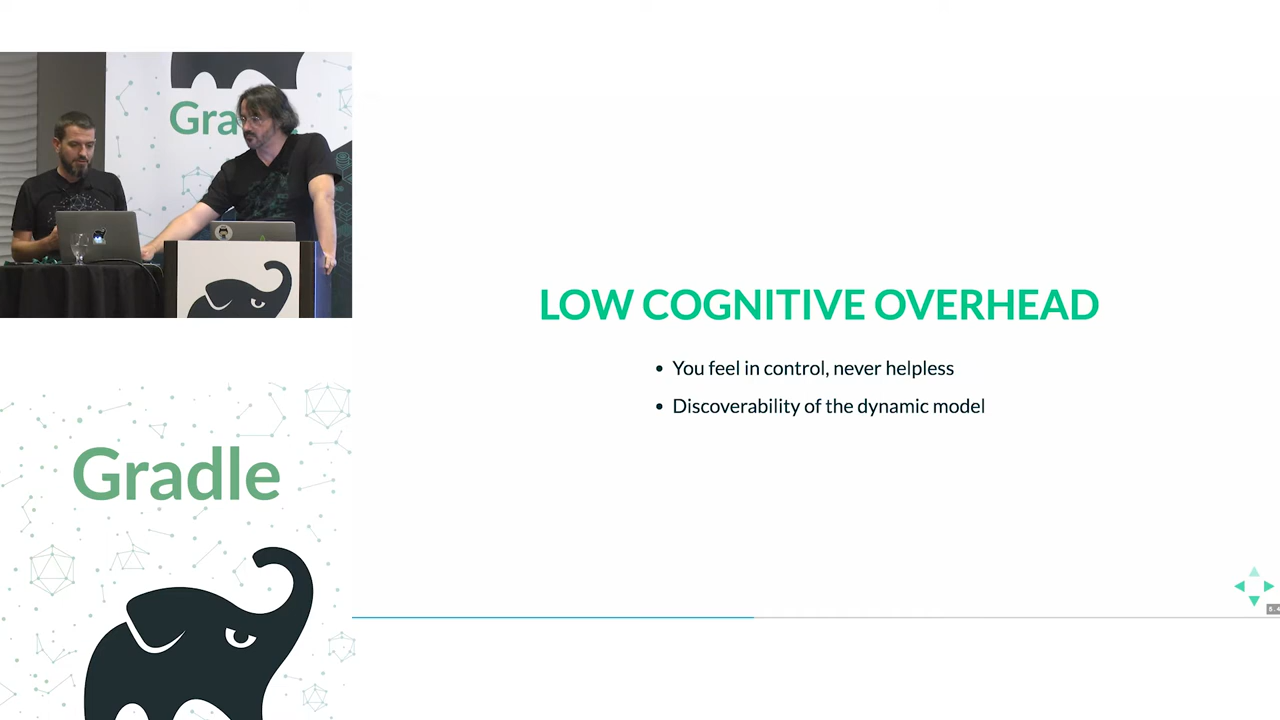 Gra
LOW COGNITIVE OVERHEAD
You feel in control, never helpless
Discoverability of the dynamic model
Gradle